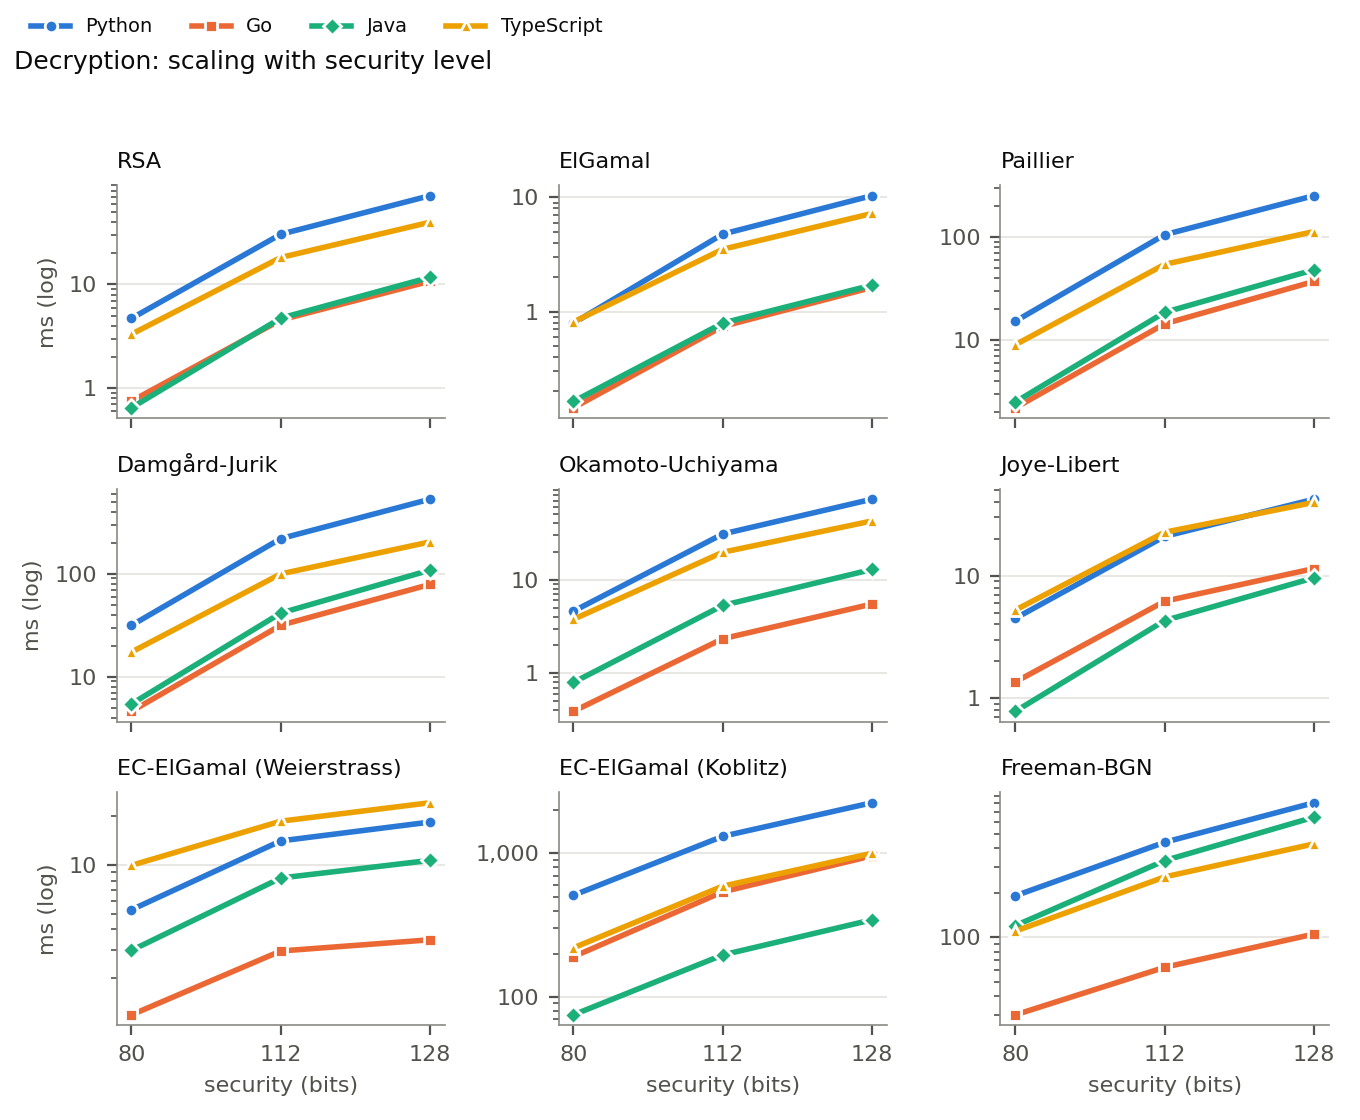 Python Go Java TypeScript
Decryption: scaling with security level
RSA
ms (log)
10
1
ElGamal
10
1
Paillier
100
10
Damgård-Jurik
ms (log)
100
10
Okamoto-Uchiyama
10
1
Joye-Libert
10
1
EC-ElGamal (Weierstrass)
ms (log)
10
80 112 128
security (bits)
EC-ElGamal (Koblitz)
1,000
100
80 112 128
security (bits)
Freeman-BGN
100
80 112 128
security (bits)